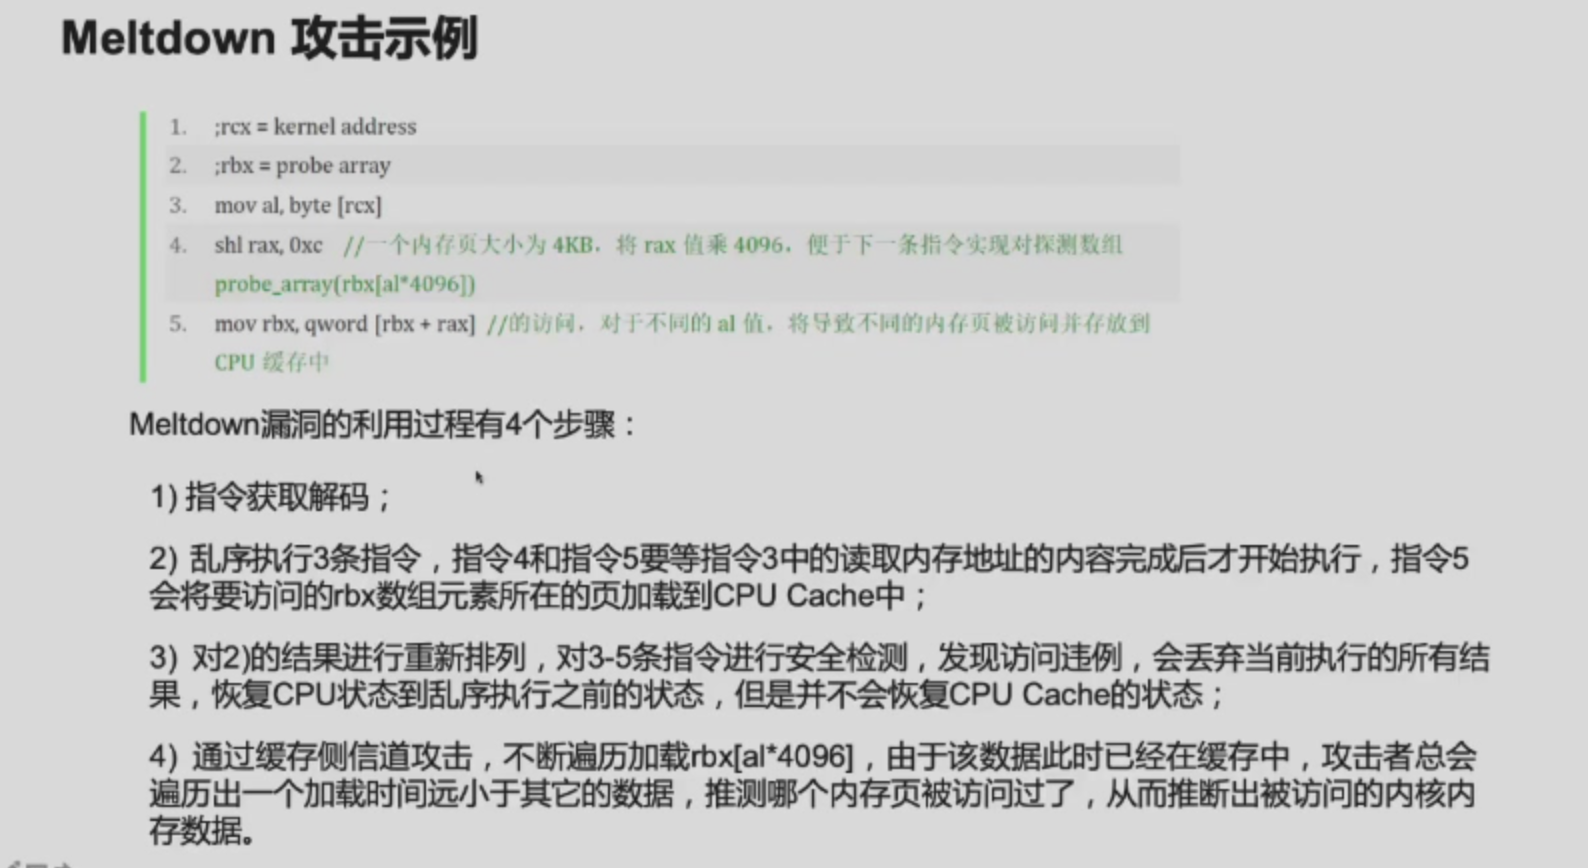 Meltdown 攻击示例
1. ;rcx = kernel address
2. ;rbx = probe array
3. mov al, byte [rcx]
4. shl rax, 0xc //一个内存页大小为 4KB，将 rax 值乘 4096，便于下一条指令实现对探测数组
probe_array(rbx[al*4096])
5. mov rbx, qword [rbx + rax] //的访问，对于不同的 al 值，将导致不同的内存页被访问并存放到
CPU 缓存中
Meltdown漏洞的利用过程有4个步骤：
1) 指令获取解码；
2) 乱序执行3条指令，指令4和指令5要等指令3中的读取内存地址的内容完成后才开始执行，指令5
会将要访问的rbx数组元素所在的页加载到CPU Cache中；
3) 对2)的结果进行重新排列，对3-5条指令进行安全检测，发现访问违例，会丢弃当前执行的所有结
果，恢复CPU状态到乱序执行之前的状态，但是并不会恢复CPU Cache的状态；
4) 通过缓存侧信道攻击，不断遍历加载rbx[al*4096]，由于该数据此时已经在缓存中，攻击者总会
遍历出一个加载时间远小于其它的数据，推测哪个内存页被访问过了，从而推断出被访问的内核内
存数据。